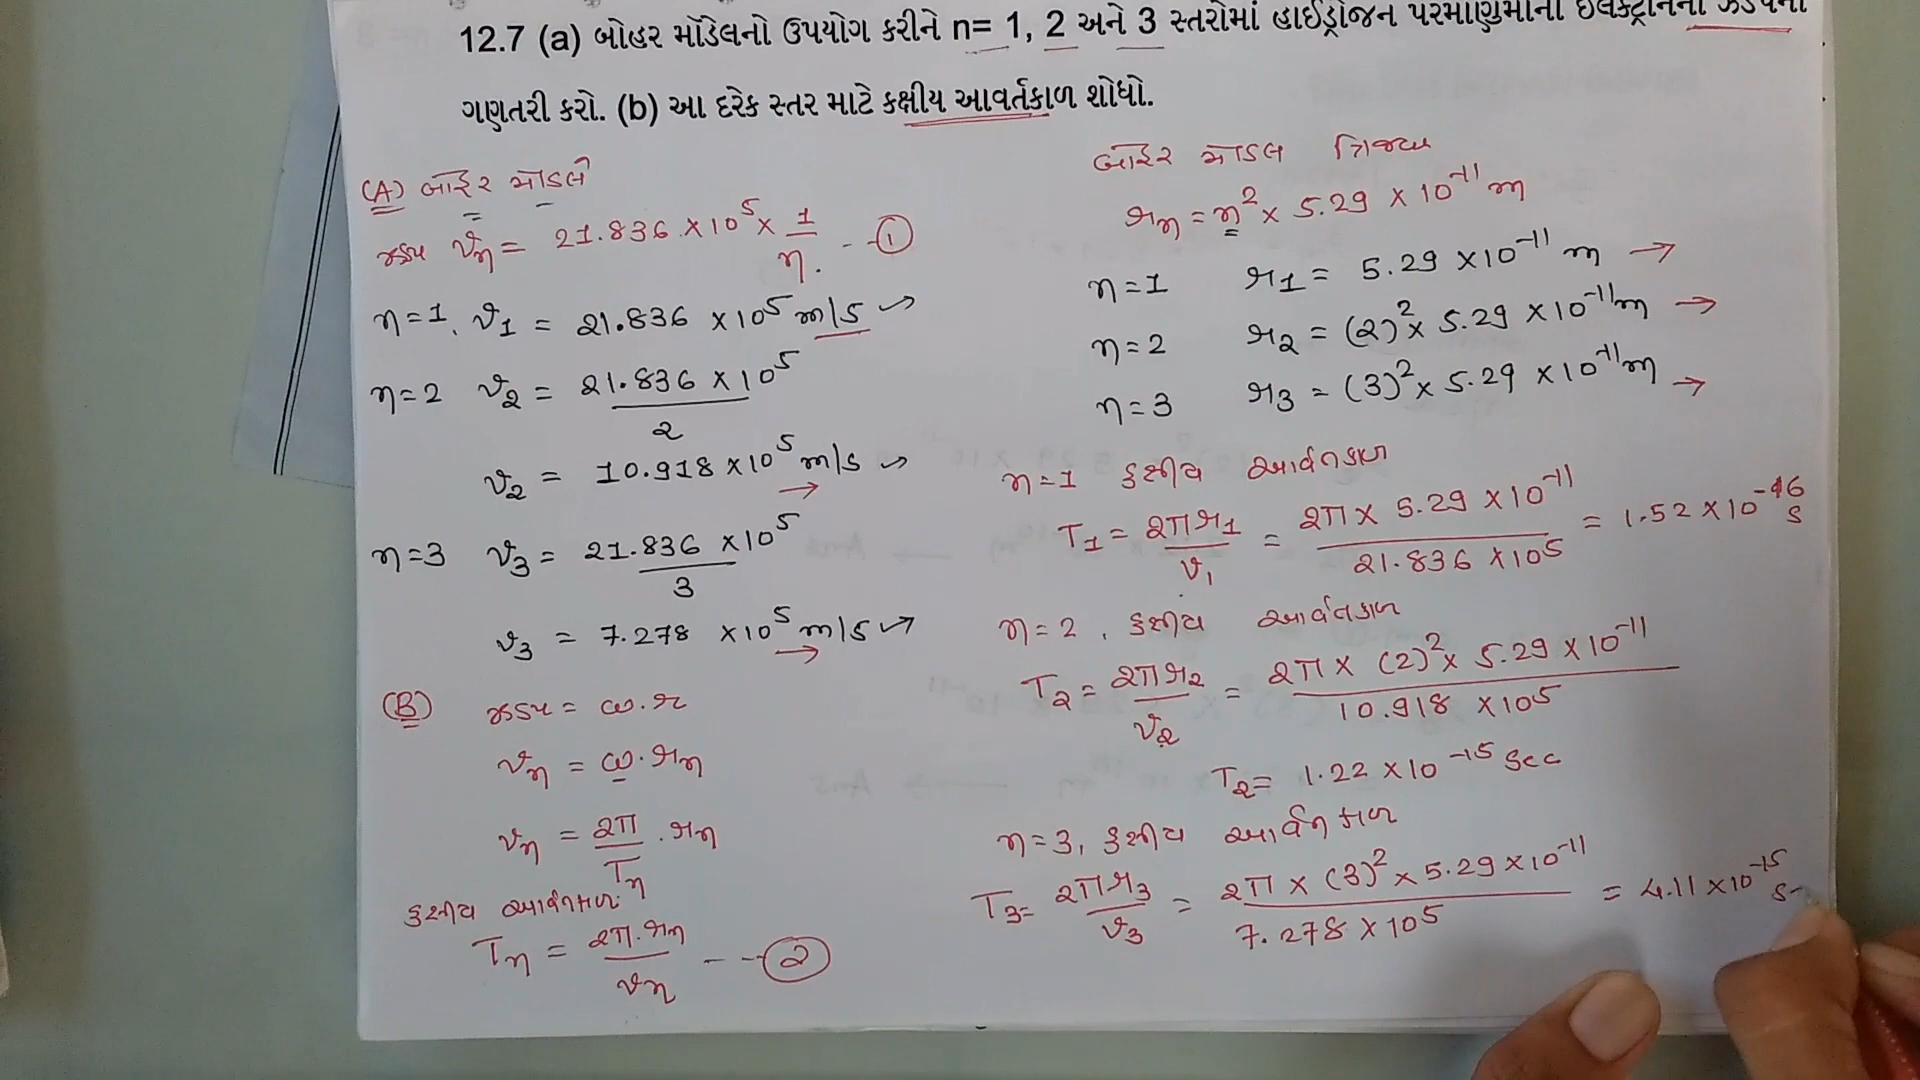 12.7 (a) બોહર મૉડેલનો ઉપયોગ કરીને n= 1, 2 અને 3 સ્તરોમાં હાઈડ્રોજન પરમાણુમાંના ઇલેક્ટ્રોનની ઝડપની
ગણતરી કરો. (b) આ દરેક સ્તર માટે કક્ષીય આવર્તકાળ શોધો.
(A) બોહર મોડલ
ઝડપ vn = 21.836 × 10^5 × 1/n. - - ①
n=1, v1 = 21.836 × 10^5 m/s
n=2 v2 = 21.836 × 10^5 / 2
v2 = 10.918 × 10^5 m/s
n=3 v3 = 21.836 × 10^5 / 3
v3 = 7.278 × 10^5 m/s
(B) ઝડપ = ω.r
vn = ω.rn
vn = 2π/Tn . rn
કક્ષીય આવર્તકાળ
Tn = 2π.rn / vn - - - ②
બોહર મોડલ ત્રિજ્યા
rn = n² × 5.29 × 10^-11 m
n=1 r1 = 5.29 × 10^-11 m →
n=2 r2 = (2)² × 5.29 × 10^-11 m →
n=3 r3 = (3)² × 5.29 × 10^-11 m →
n=1 કક્ષીય આર્વતકાળ
T1 = 2πr1 / v1 = 2π × 5.29 × 10^-11 / 21.836 × 10^5 = 1.52 × 10^-16 s
n=2, કક્ષીય આર્વતકાળ
T2 = 2πr2 / v2 = 2π × (2)² × 5.29 × 10^-11 / 10.918 × 10^5
T2 = 1.22 × 10^-15 Sec
n=3, કક્ષીય આર્વતકાળ
T3 = 2πr3 / v3 = 2π × (3)² × 5.29 × 10^-11 / 7.278 × 10^5 = 4.11 × 10^-15 s